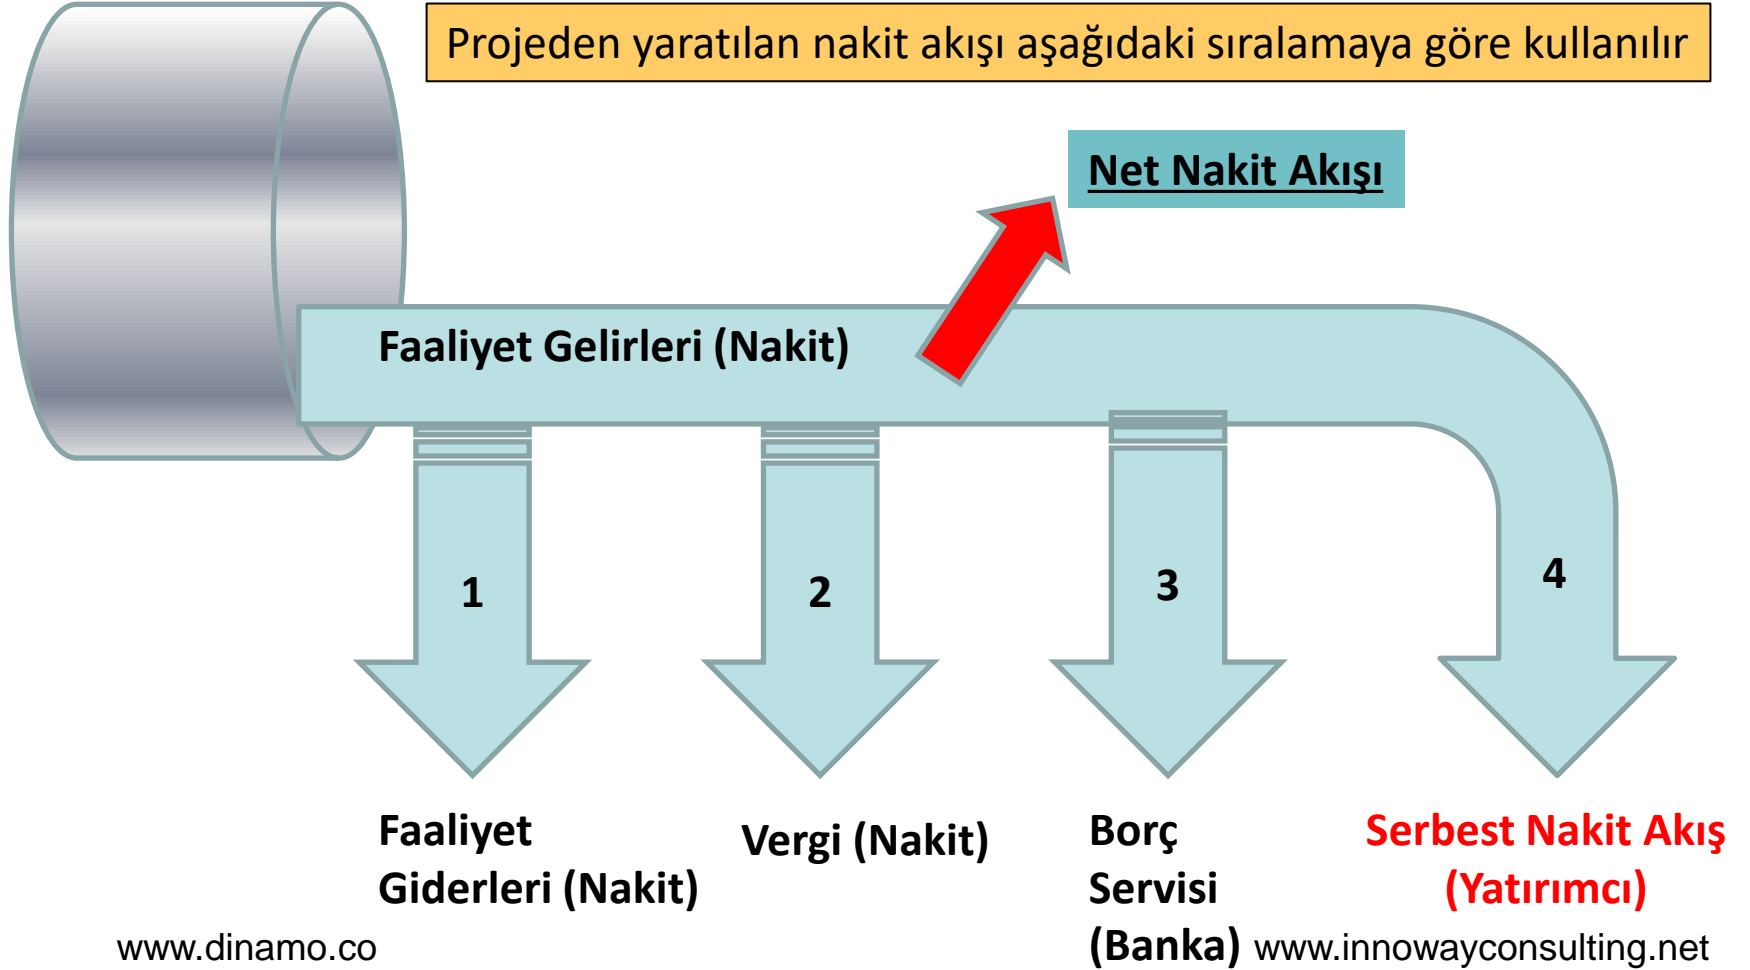 Projeden yaratılan nakit akışı aşağıdaki sıralamaya göre kullanılır
Net Nakit Akışı
Faaliyet Gelirleri (Nakit)
1
2
3
4
Faaliyet
Giderleri (Nakit)
Vergi (Nakit)
Borç
Servisi
(Banka)
Serbest Nakit Akış
(Yatırımcı)
www.dinamo.co
www.innowayconsulting.net